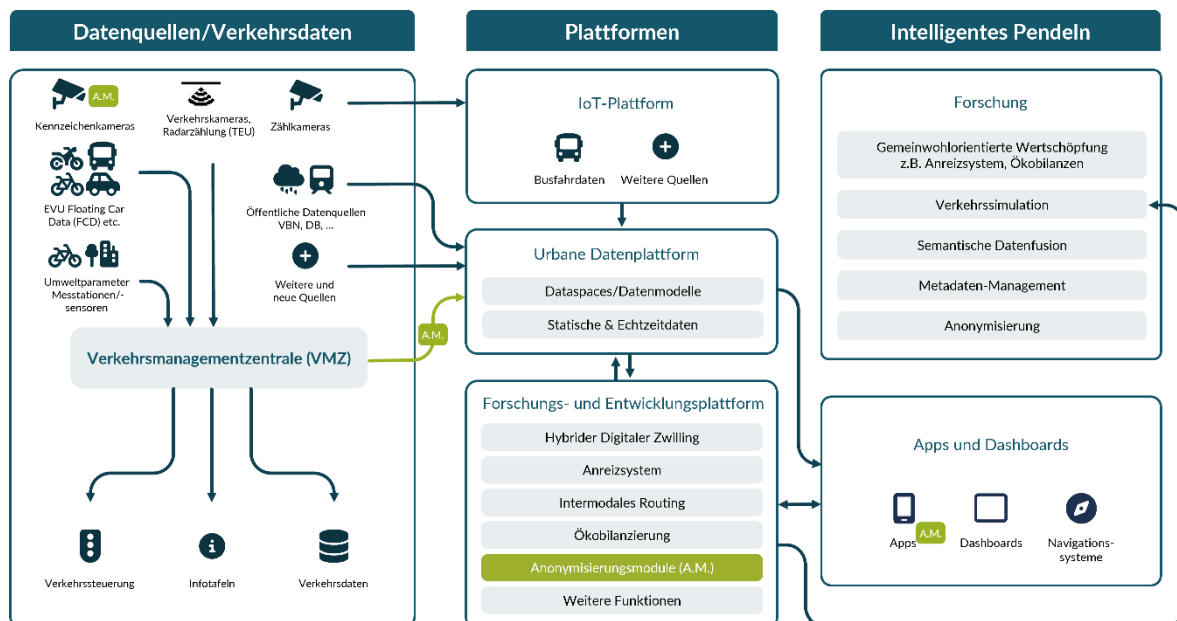 Datenquellen/Verkehrsdaten
A.M.
Kennzeichenkameras
Verkehrskameras,
Radarzählung (TEU)
Zählkameras
EVU Floating Car
Data (FCD) etc.
Öffentliche Datenquellen
VBN, DB, ...
Umweltparameter
Messtationen/-
sensoren
Weitere und
neue Quellen
Verkehrsmanagementzentrale (VMZ)
A.M.
Verkehrssteuerung
Infotafeln
Verkehrsdaten
Plattformen
IoT-Plattform
Busfahrdaten
Weitere Quellen
Urbane Datenplattform
Dataspaces/Datenmodelle
Statische & Echtzeitdaten
Forschungs- und Entwicklungsplattform
Hybrider Digitaler Zwilling
Anreizsystem
Intermodales Routing
Ökobilanzierung
Anonymisierungsmodule (A.M.)
Weitere Funktionen
Intelligentes Pendeln
Forschung
Gemeinwohlorientierte Wertschöpfung
z.B. Anreizsystem, Ökobilanzen
Verkehrssimulation
Semantische Datenfusion
Metadaten-Management
Anonymisierung
Apps und Dashboards
Apps
A.M.
Dashboards
Navigations-
systeme